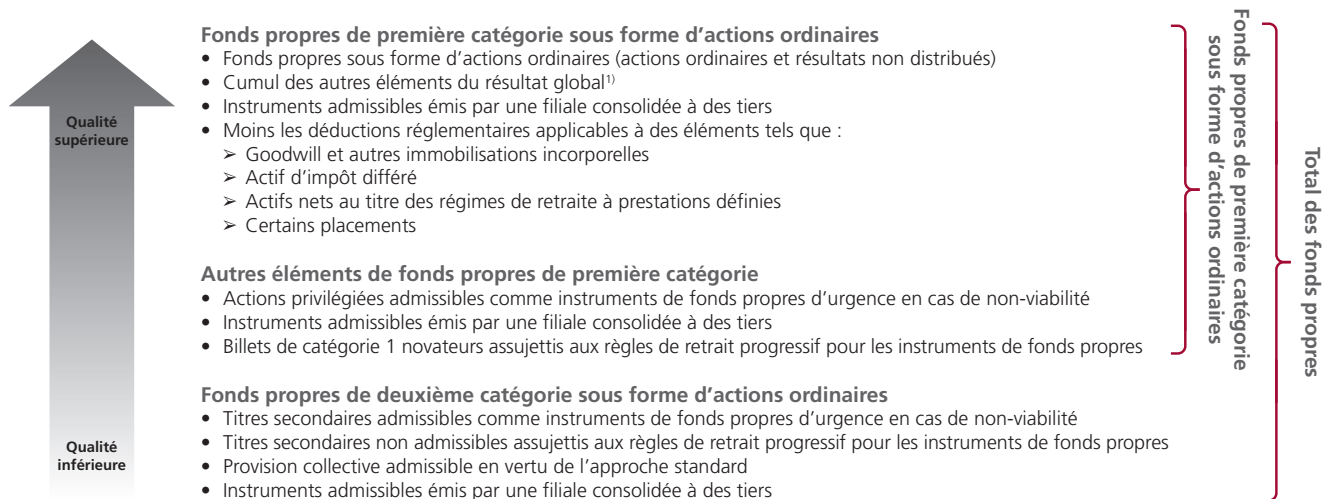 Fonds propres de première catégorie sous forme d’actions ordinaires
• Fonds propres sous forme d’actions ordinaires (actions ordinaires et résultats non distribués)
• Cumul des autres éléments du résultat global1)
• Instruments admissibles émis par une filiale consolidée à des tiers
• Moins les déductions réglementaires applicables à des éléments tels que :
➢ Goodwill et autres immobilisations incorporelles
➢ Actif d’impôt différé
➢ Actifs nets au titre des régimes de retraite à prestations définies
➢ Certains placements
Autres éléments de fonds propres de première catégorie
• Actions privilégiées admissibles comme instruments de fonds propres d’urgence en cas de non-viabilité
• Instruments admissibles émis par une filiale consolidée à des tiers
• Billets de catégorie 1 novateurs assujettis aux règles de retrait progressif pour les instruments de fonds propres
Fonds propres de deuxième catégorie sous forme d’actions ordinaires
• Titres secondaires admissibles comme instruments de fonds propres d’urgence en cas de non-viabilité
• Titres secondaires non admissibles assujettis aux règles de retrait progressif pour les instruments de fonds propres
• Provision collective admissible en vertu de l’approche standard
• Instruments admissibles émis par une filiale consolidée à des tiers
Qualité
supérieure
Qualité
inférieure
Fonds propres de première catégorie
sous forme d’actions ordinaires
Total des fonds propres